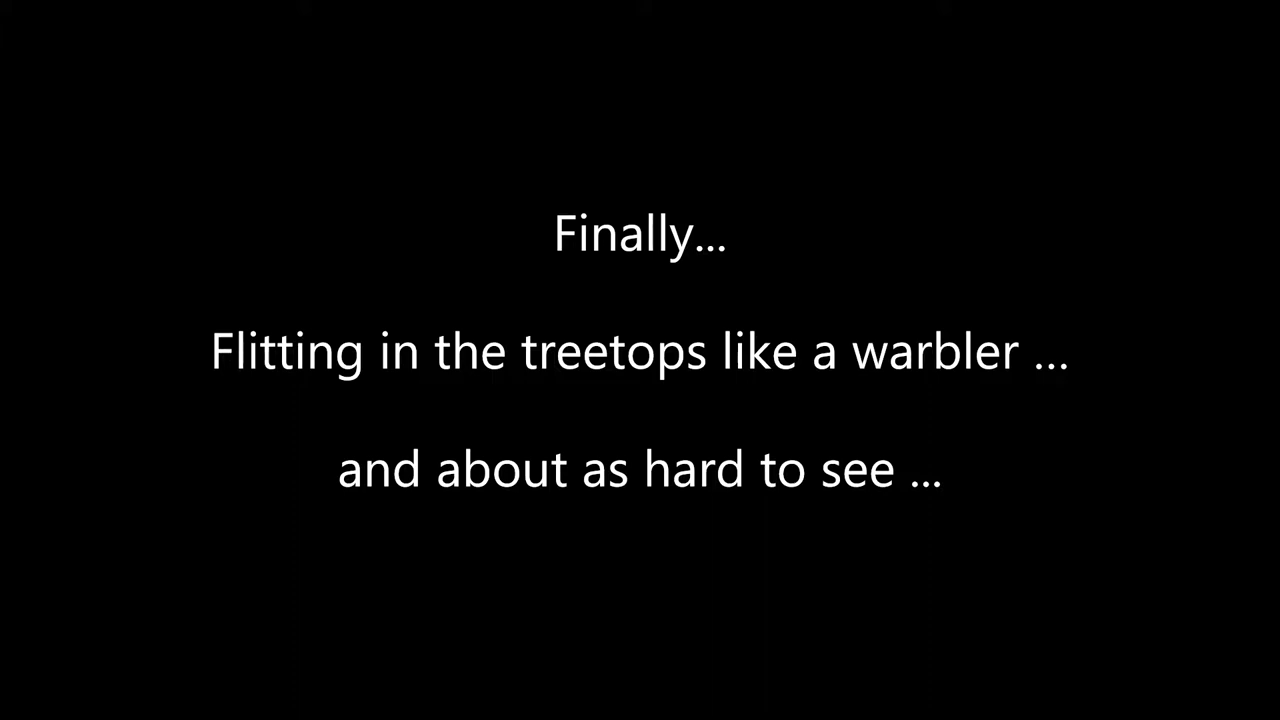 Finally...
Flitting in the treetops like a warbler ...
and about as hard to see ...